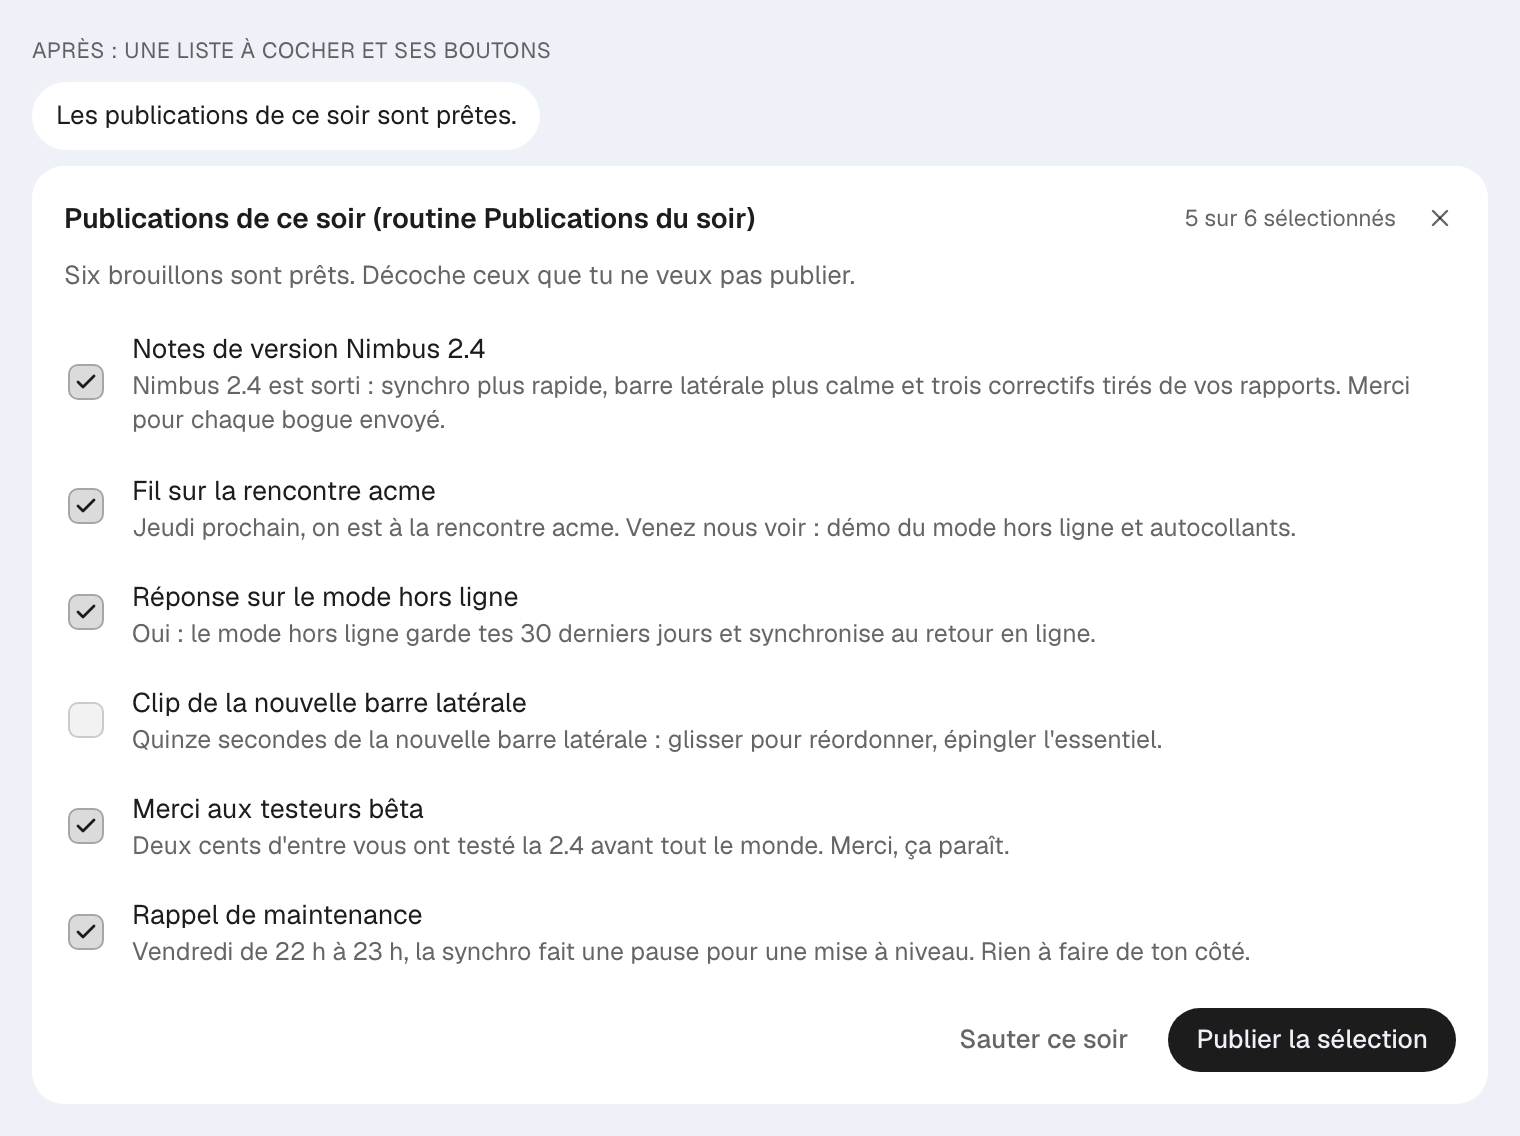 APRÈS : UNE LISTE À COCHER ET SES BOUTONS
Les publications de ce soir sont prêtes.
Publications de ce soir (routine Publications du soir)
5 sur 6 sélectionnés
Six brouillons sont prêts. Décoche ceux que tu ne veux pas publier.
Notes de version Nimbus 2.4
Nimbus 2.4 est sorti : synchro plus rapide, barre latérale plus calme et trois correctifs tirés de vos rapports. Merci
pour chaque bogue envoyé.
Fil sur la rencontre acme
Jeudi prochain, on est à la rencontre acme. Venez nous voir : démo du mode hors ligne et autocollants.
Réponse sur le mode hors ligne
Oui : le mode hors ligne garde tes 30 derniers jours et synchronise au retour en ligne.
Clip de la nouvelle barre latérale
Quinze secondes de la nouvelle barre latérale : glisser pour réordonner, épingler l'essentiel.
Merci aux testeurs bêta
Deux cents d'entre vous ont testé la 2.4 avant tout le monde. Merci, ça paraît.
Rappel de maintenance
Vendredi de 22 h à 23 h, la synchro fait une pause pour une mise à niveau. Rien à faire de ton côté.
Sauter ce soir
Publier la sélection